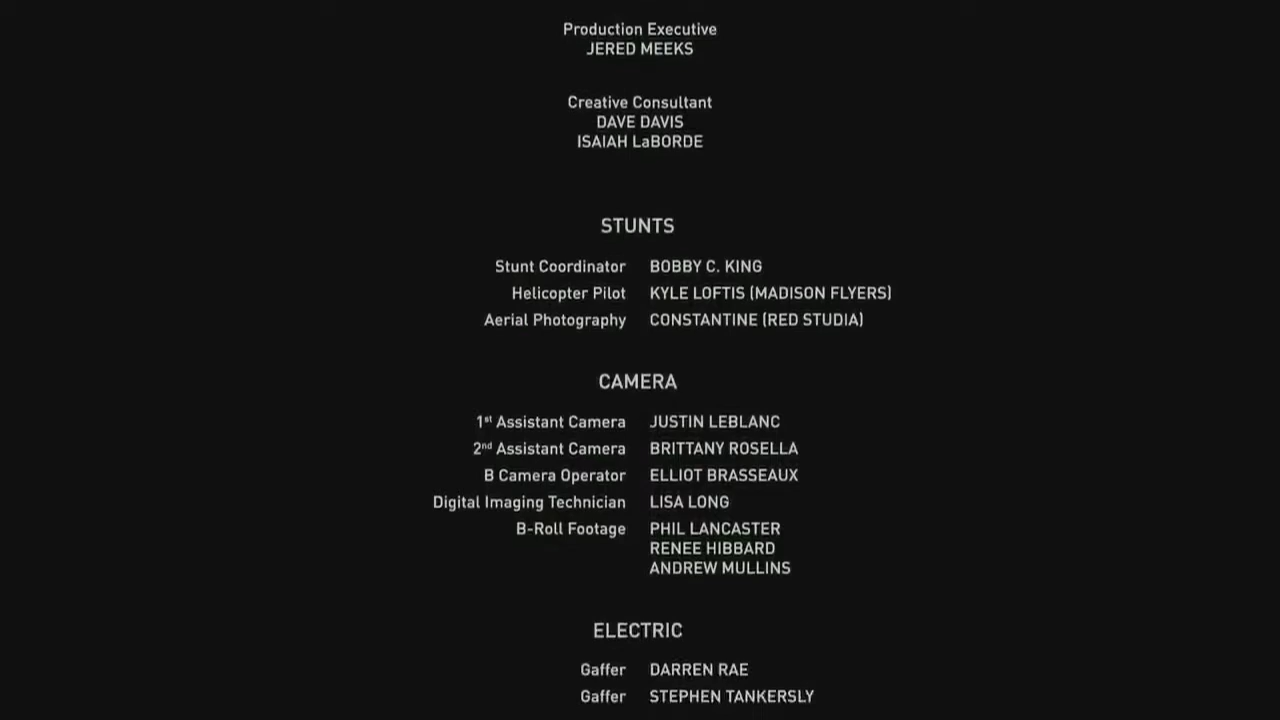 Production Executive
JERED MEEKS
Creative Consultant
DAVE DAVIS
ISAIAH LaBORDE
STUNTS
Stunt Coordinator BOBBY C. KING
Helicopter Pilot KYLE LOFTIS (MADISON FLYERS)
Aerial Photography CONSTANTINE (RED STUDIA)
CAMERA
1st Assistant Camera JUSTIN LEBLANC
2nd Assistant Camera BRITTANY ROSELLA
B Camera Operator ELLIOT BRASSEAUX
Digital Imaging Technician LISA LONG
B-Roll Footage PHIL LANCASTER
RENEE HIBBARD
ANDREW MULLINS
ELECTRIC
Gaffer DARREN RAE
Gaffer STEPHEN TANKERSLY